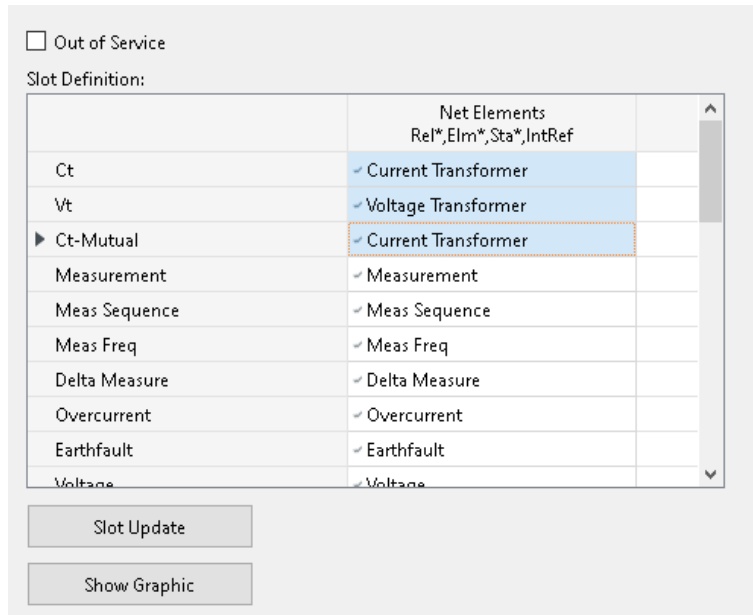 Out of Service
Slot Definition:
Net Elements
Rel*,Elm*,Sta*,IntRef
Ct Current Transformer
Vt Voltage Transformer
Ct-Mutual Current Transformer
Measurement Measurement
Meas Sequence Meas Sequence
Meas Freq Meas Freq
Delta Measure Delta Measure
Overcurrent Overcurrent
Earthfault Earthfault
Voltage Voltage
Slot Update
Show Graphic